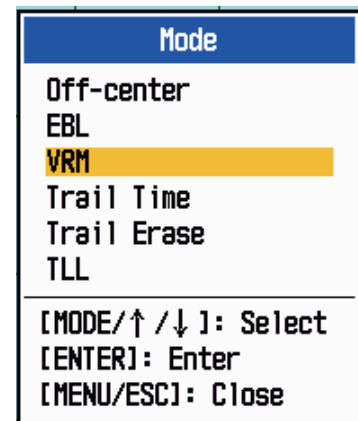 Mode
Off-center
EBL
VRM
Trail Time
Trail Erase
TLL
[MODE/↑/↓]: Select
[ENTER]: Enter
[MENU/ESC]: Close